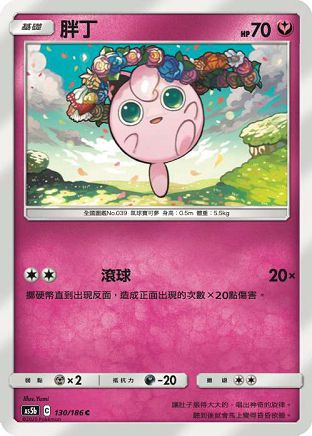 基礎
胖丁
HP70
全國圖鑑No.039 氣球寶可夢 身高：0.5m 體重：5.5kg
滾球
20×
擲硬幣直到出現反面，造成正面出現的次數×20點傷害。
弱點 ×2 抵抗力 -20 撤退
Illus.Yumi
AS5b C 130/186 C
©2020 Pokémon
讓肚子膨得大大的，唱出神奇的旋律。
聽到後就會馬上變得昏昏欲睡。